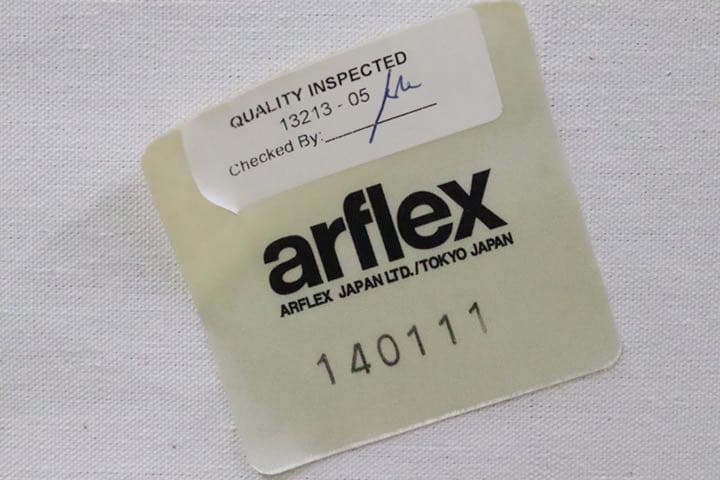 QUALITY INSPECTED
13213 - 05
Checked By:
arflex
ARFLEX JAPAN LTD./TOKYO JAPAN
140111